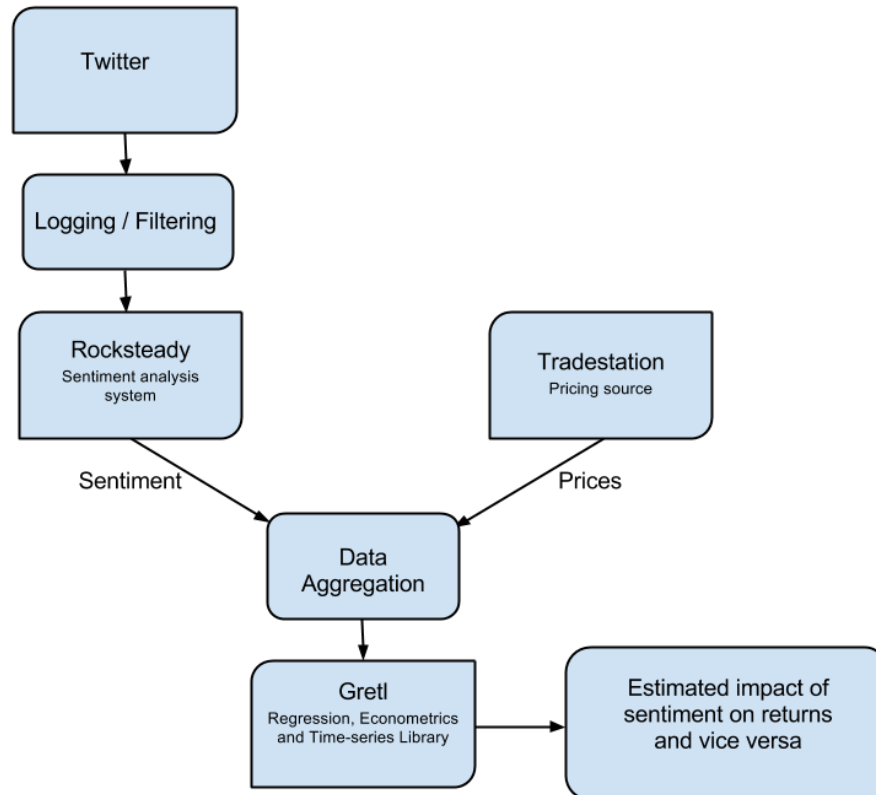 Twitter
Logging / Filtering
Rocksteady
Sentiment analysis
system
Tradestation
Pricing source
Sentiment
Prices
Data
Aggregation
Gretl
Regression, Econometrics
and Time-series Library
Estimated impact of
sentiment on returns
and vice versa